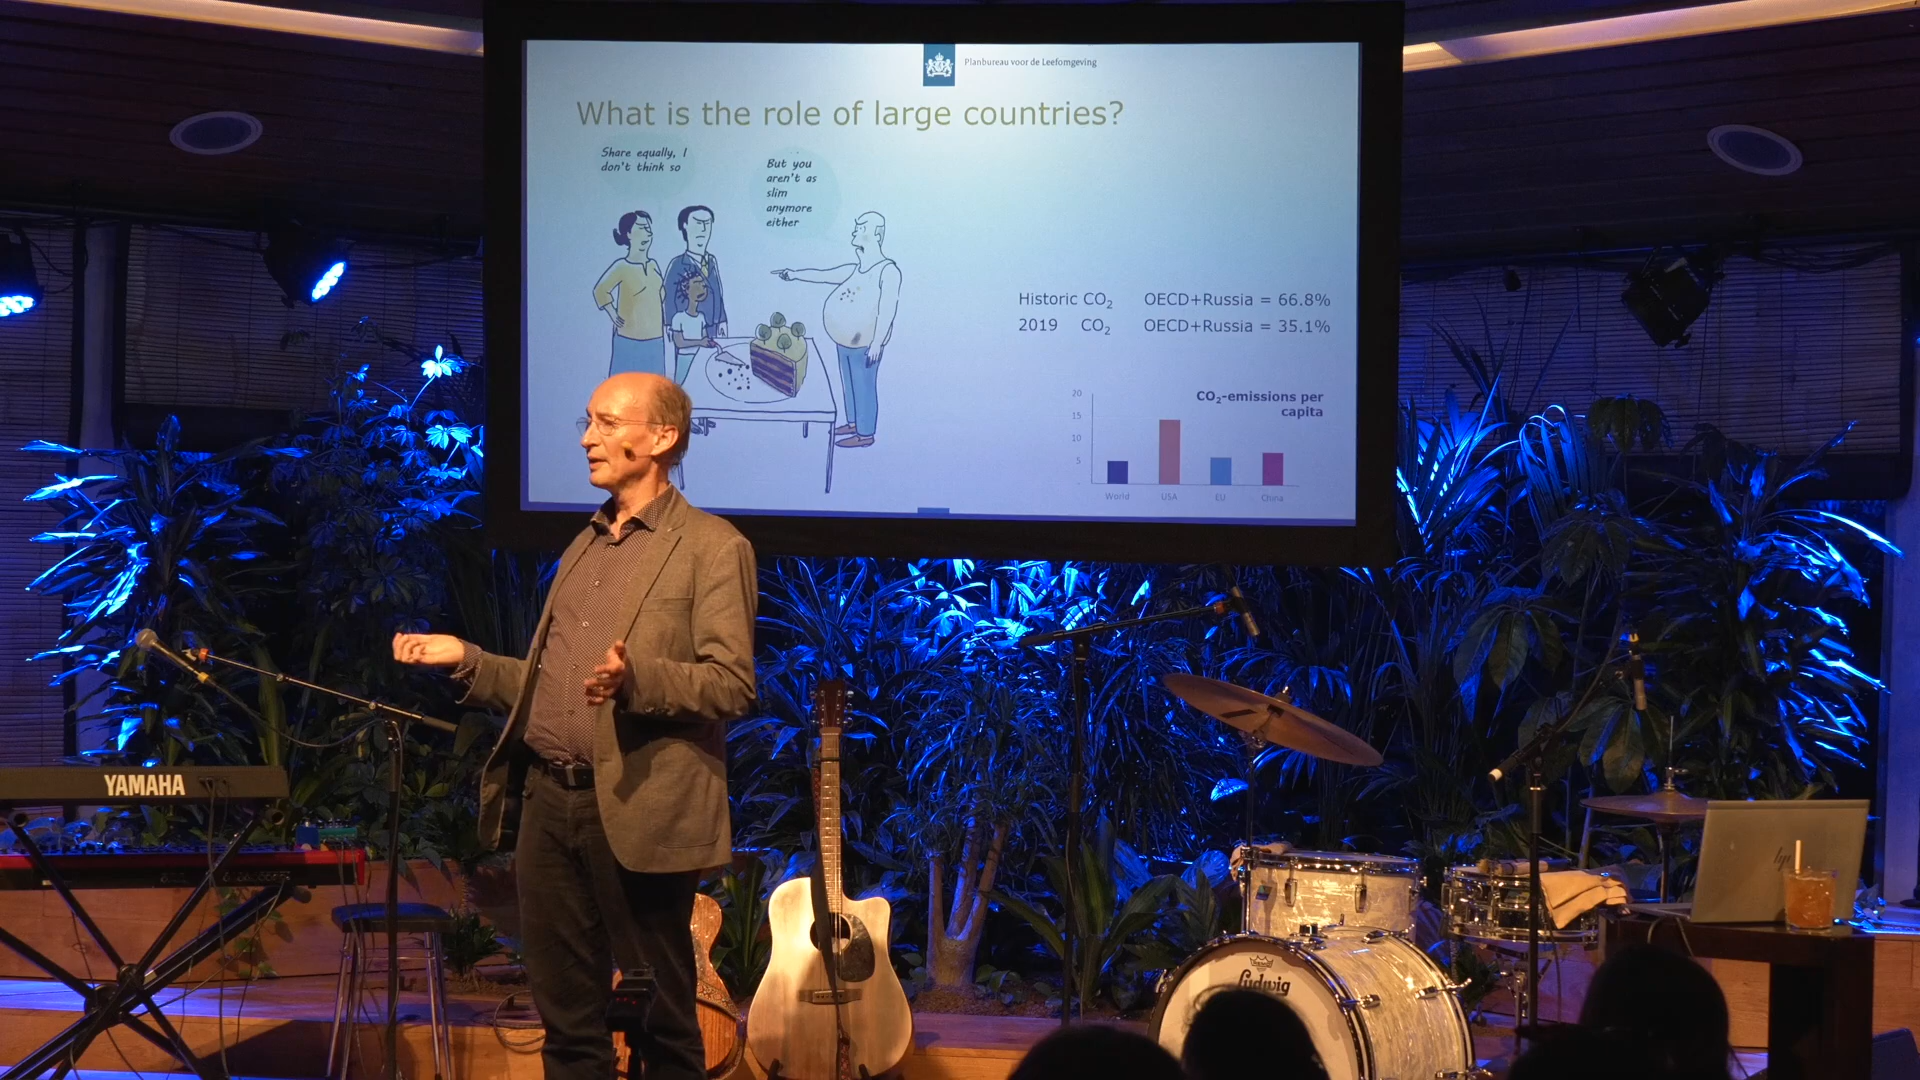 Planbureau voor de Leefomgeving
What is the role of large countries?
Share equally, I
don't think so
But you
aren't as
slim
anymore
either
Historic CO₂ OECD+Russia = 66.8%
2019 CO₂ OECD+Russia = 35.1%
CO₂-emissions per
capita
20
15
10
5
World USA EU China
YAMAHA
Ludwig
hp